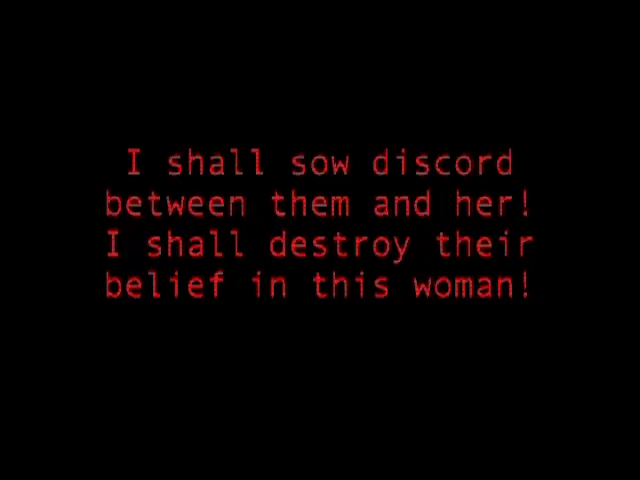 I shall sow discord
between them and her!
I shall destroy their
belief in this woman!